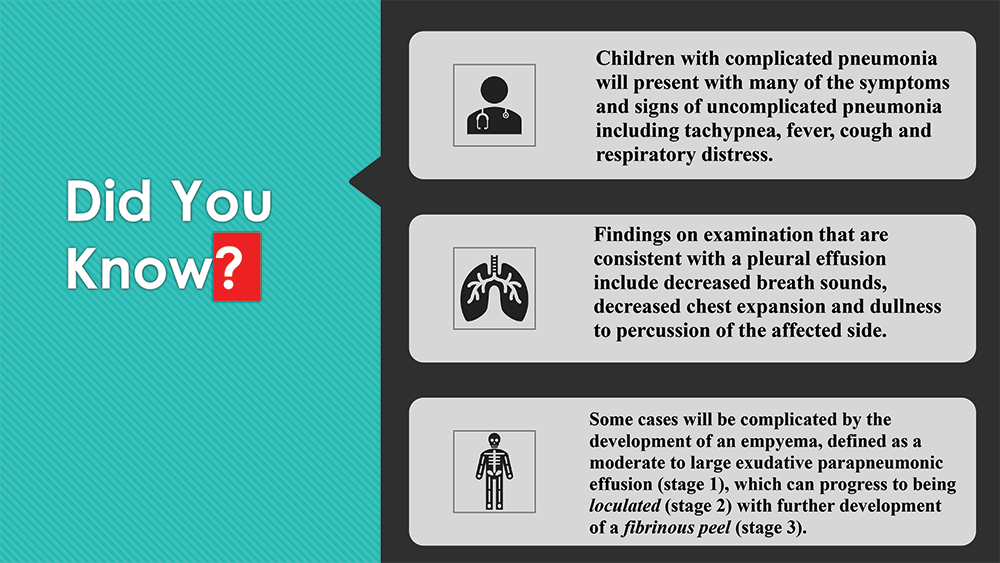 Did You
Know?
Children with complicated pneumonia
will present with many of the symptoms
and signs of uncomplicated pneumonia
including tachypnea, fever, cough and
respiratory distress.
Findings on examination that are
consistent with a pleural effusion
include decreased breath sounds,
decreased chest expansion and dullness
to percussion of the affected side.
Some cases will be complicated by the
development of an empyema, defined as a
moderate to large exudative parapneumonic
effusion (stage 1), which can progress to being
loculated (stage 2) with further development
of a fibrinous peel (stage 3).